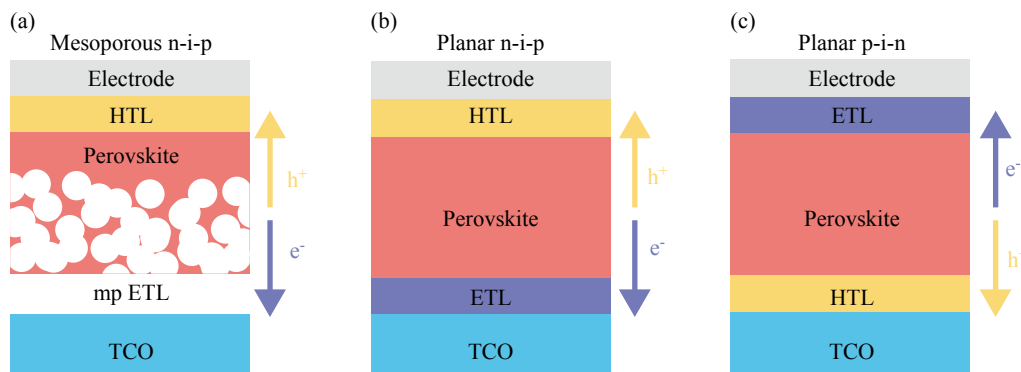 (a)
Mesoporous n-i-p
Electrode
HTL
Perovskite
h+
e-
mp ETL
TCO
(b)
Planar n-i-p
Electrode
HTL
h+
Perovskite
e-
ETL
TCO
(c)
Planar p-i-n
Electrode
ETL
e-
Perovskite
h+
HTL
TCO